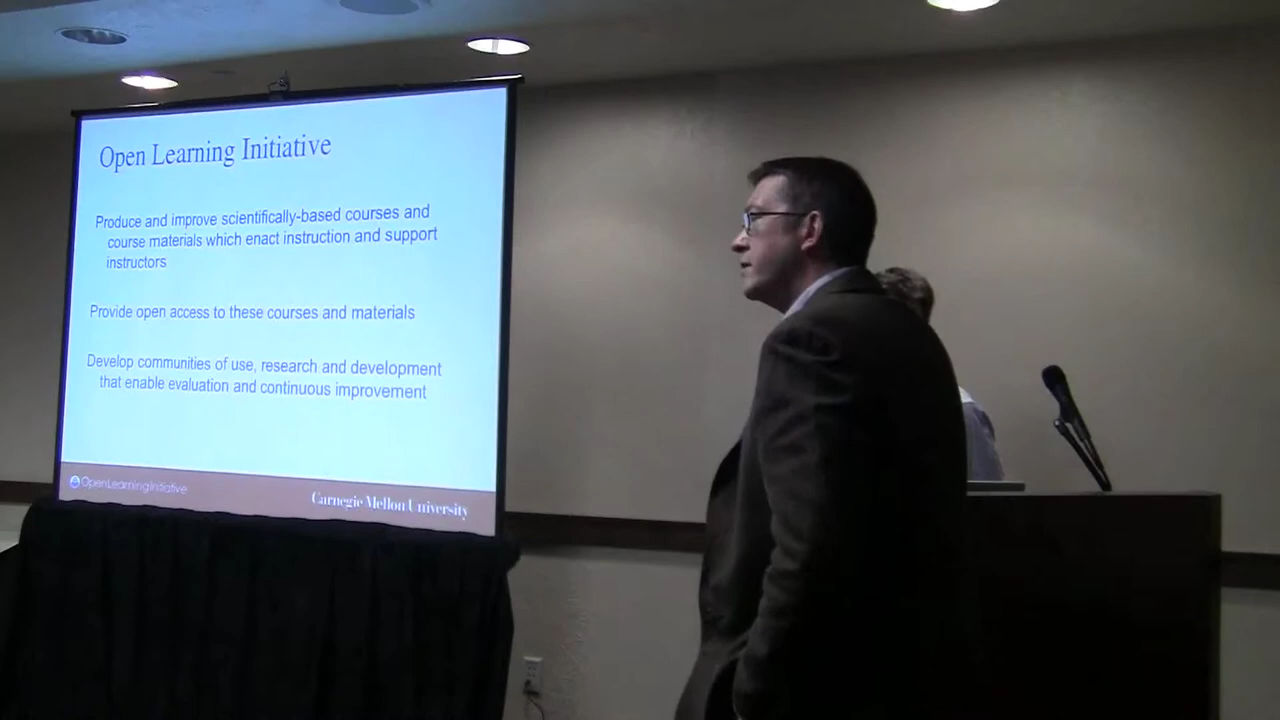 Open Learning Initiative
Produce and improve scientifically-based courses and
course materials which enact instruction and support
instructors
Provide open access to these courses and materials
Develop communities of use, research and development
that enable evaluation and continuous improvement
OpenLearningInitiative
Carnegie Mellon University